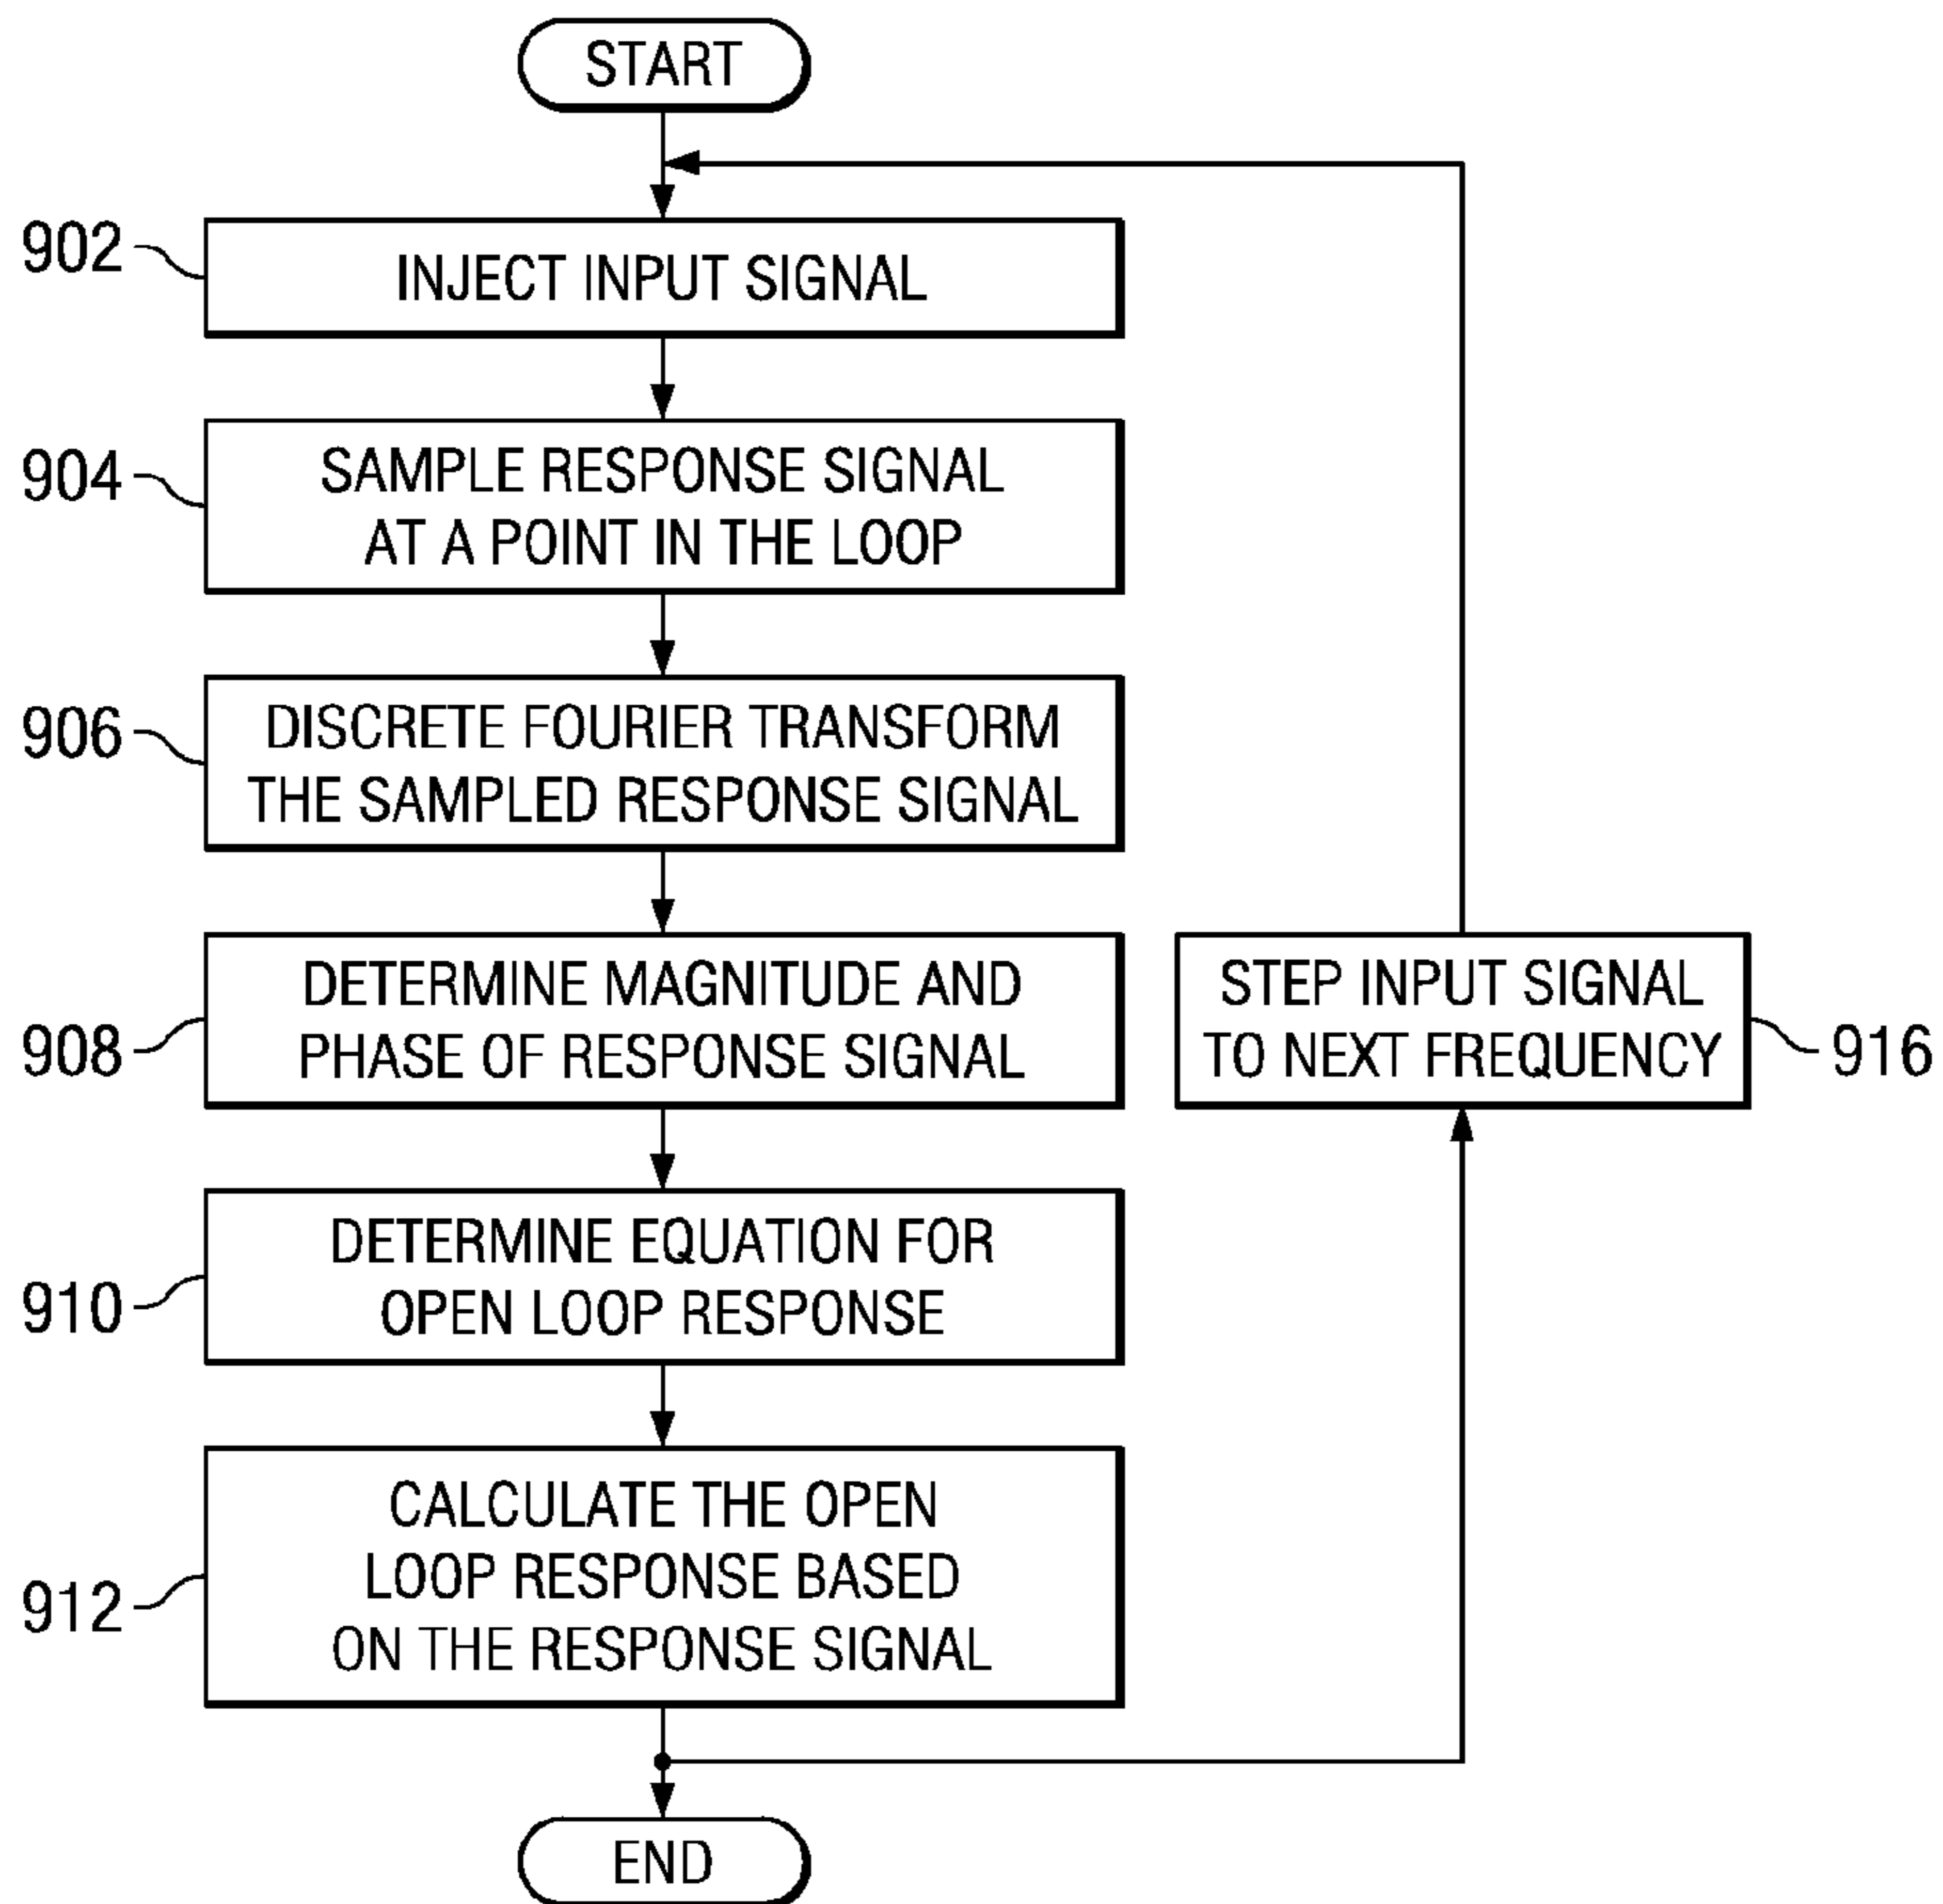 START
902
INJECT INPUT SIGNAL
904
SAMPLE RESPONSE SIGNAL
AT A POINT IN THE LOOP
906
DISCRETE FOURIER TRANSFORM
THE SAMPLED RESPONSE SIGNAL
908
DETERMINE MAGNITUDE AND
PHASE OF RESPONSE SIGNAL
STEP INPUT SIGNAL
TO NEXT FREQUENCY
916
910
DETERMINE EQUATION FOR
OPEN LOOP RESPONSE
912
CALCULATE THE OPEN
LOOP RESPONSE BASED
ON THE RESPONSE SIGNAL
END